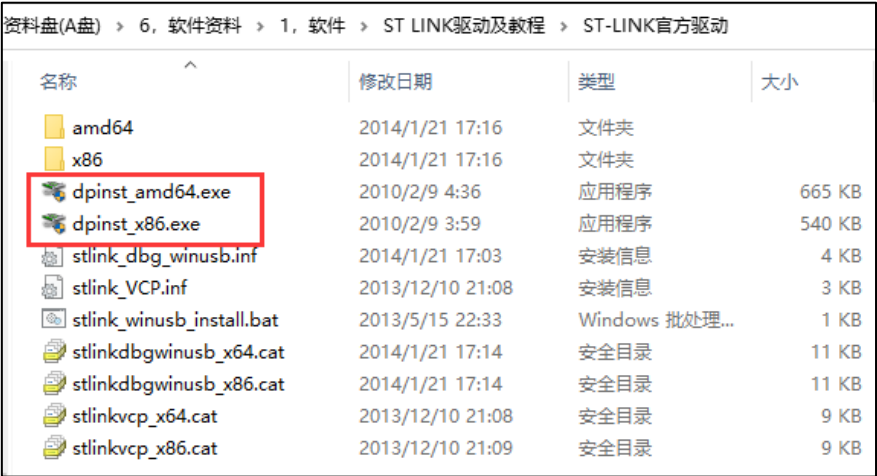 资料盘(A盘) › 6，软件资料 › 1，软件 › ST LINK驱动及教程 › ST-LINK官方驱动
名称 修改日期 类型 大小
amd64 2014/1/21 17:16 文件夹
x86 2014/1/21 17:16 文件夹
dpinst_amd64.exe 2010/2/9 4:36 应用程序 665 KB
dpinst_x86.exe 2010/2/9 3:59 应用程序 540 KB
stlink_dbg_winusb.inf 2014/1/21 17:03 安装信息 4 KB
stlink_VCP.inf 2013/12/10 21:08 安装信息 3 KB
stlink_winusb_install.bat 2013/5/15 22:33 Windows 批处理... 1 KB
stlinkdbgwinusb_x64.cat 2014/1/21 17:14 安全目录 11 KB
stlinkdbgwinusb_x86.cat 2014/1/21 17:14 安全目录 11 KB
stlinkvcp_x64.cat 2013/12/10 21:08 安全目录 9 KB
stlinkvcp_x86.cat 2013/12/10 21:09 安全目录 9 KB